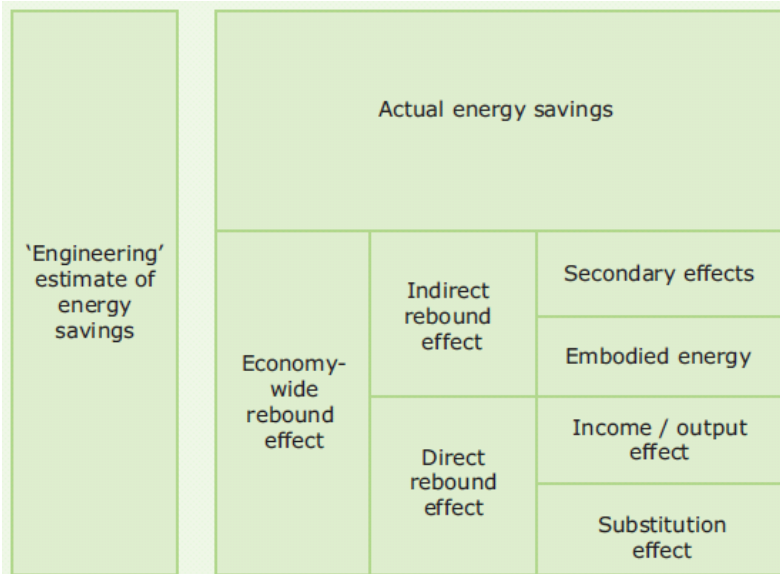 ‘Engineering’
estimate of
energy
savings
Actual energy savings
Economy-
wide
rebound
effect
Indirect
rebound
effect
Direct
rebound
effect
Secondary effects
Embodied energy
Income / output
effect
Substitution
effect